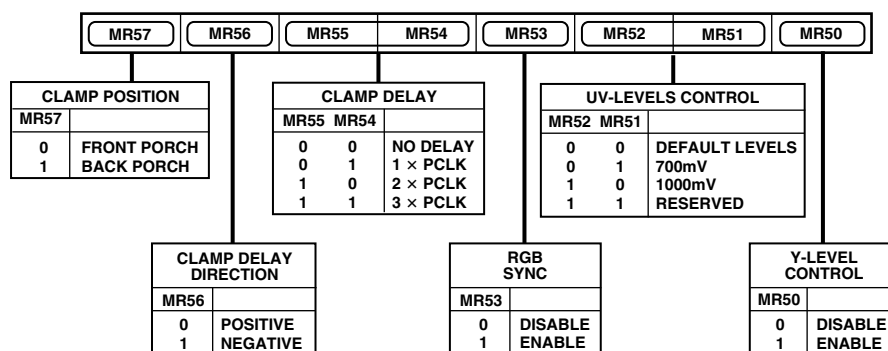 MR57 MR56 MR55 MR54 MR53 MR52 MR51 MR50
CLAMP POSITION
MR57
0 FRONT PORCH
1 BACK PORCH
CLAMP DELAY
MR55 MR54
0 0 NO DELAY
0 1 1 × PCLK
1 0 2 × PCLK
1 1 3 × PCLK
UV-LEVELS CONTROL
MR52 MR51
0 0 DEFAULT LEVELS
0 1 700mV
1 0 1000mV
1 1 RESERVED
CLAMP DELAY
DIRECTION
MR56
0 POSITIVE
1 NEGATIVE
RGB
SYNC
MR53
0 DISABLE
1 ENABLE
Y-LEVEL
CONTROL
MR50
0 DISABLE
1 ENABLE